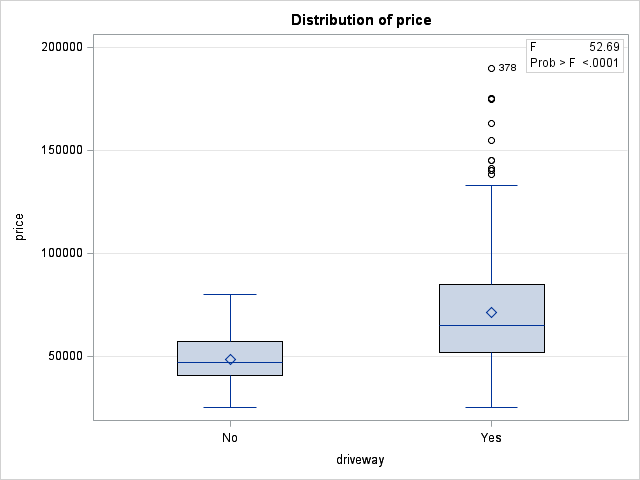 Distribution of price
F 52.69
Prob > F <.0001
378
200000
150000
100000
50000
price
No Yes
driveway